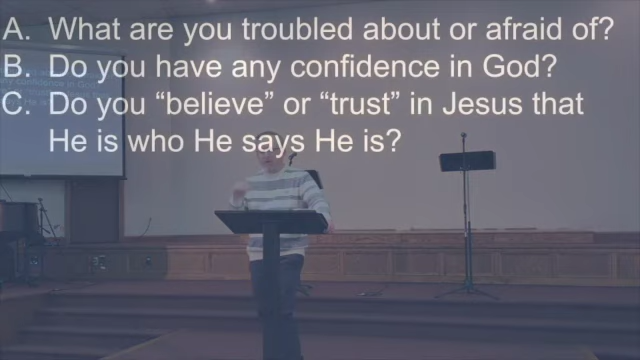 A. What are you troubled about or afraid of?
B. Do you have any confidence in God?
C. Do you “believe” or “trust” in Jesus that
He is who He says He is?